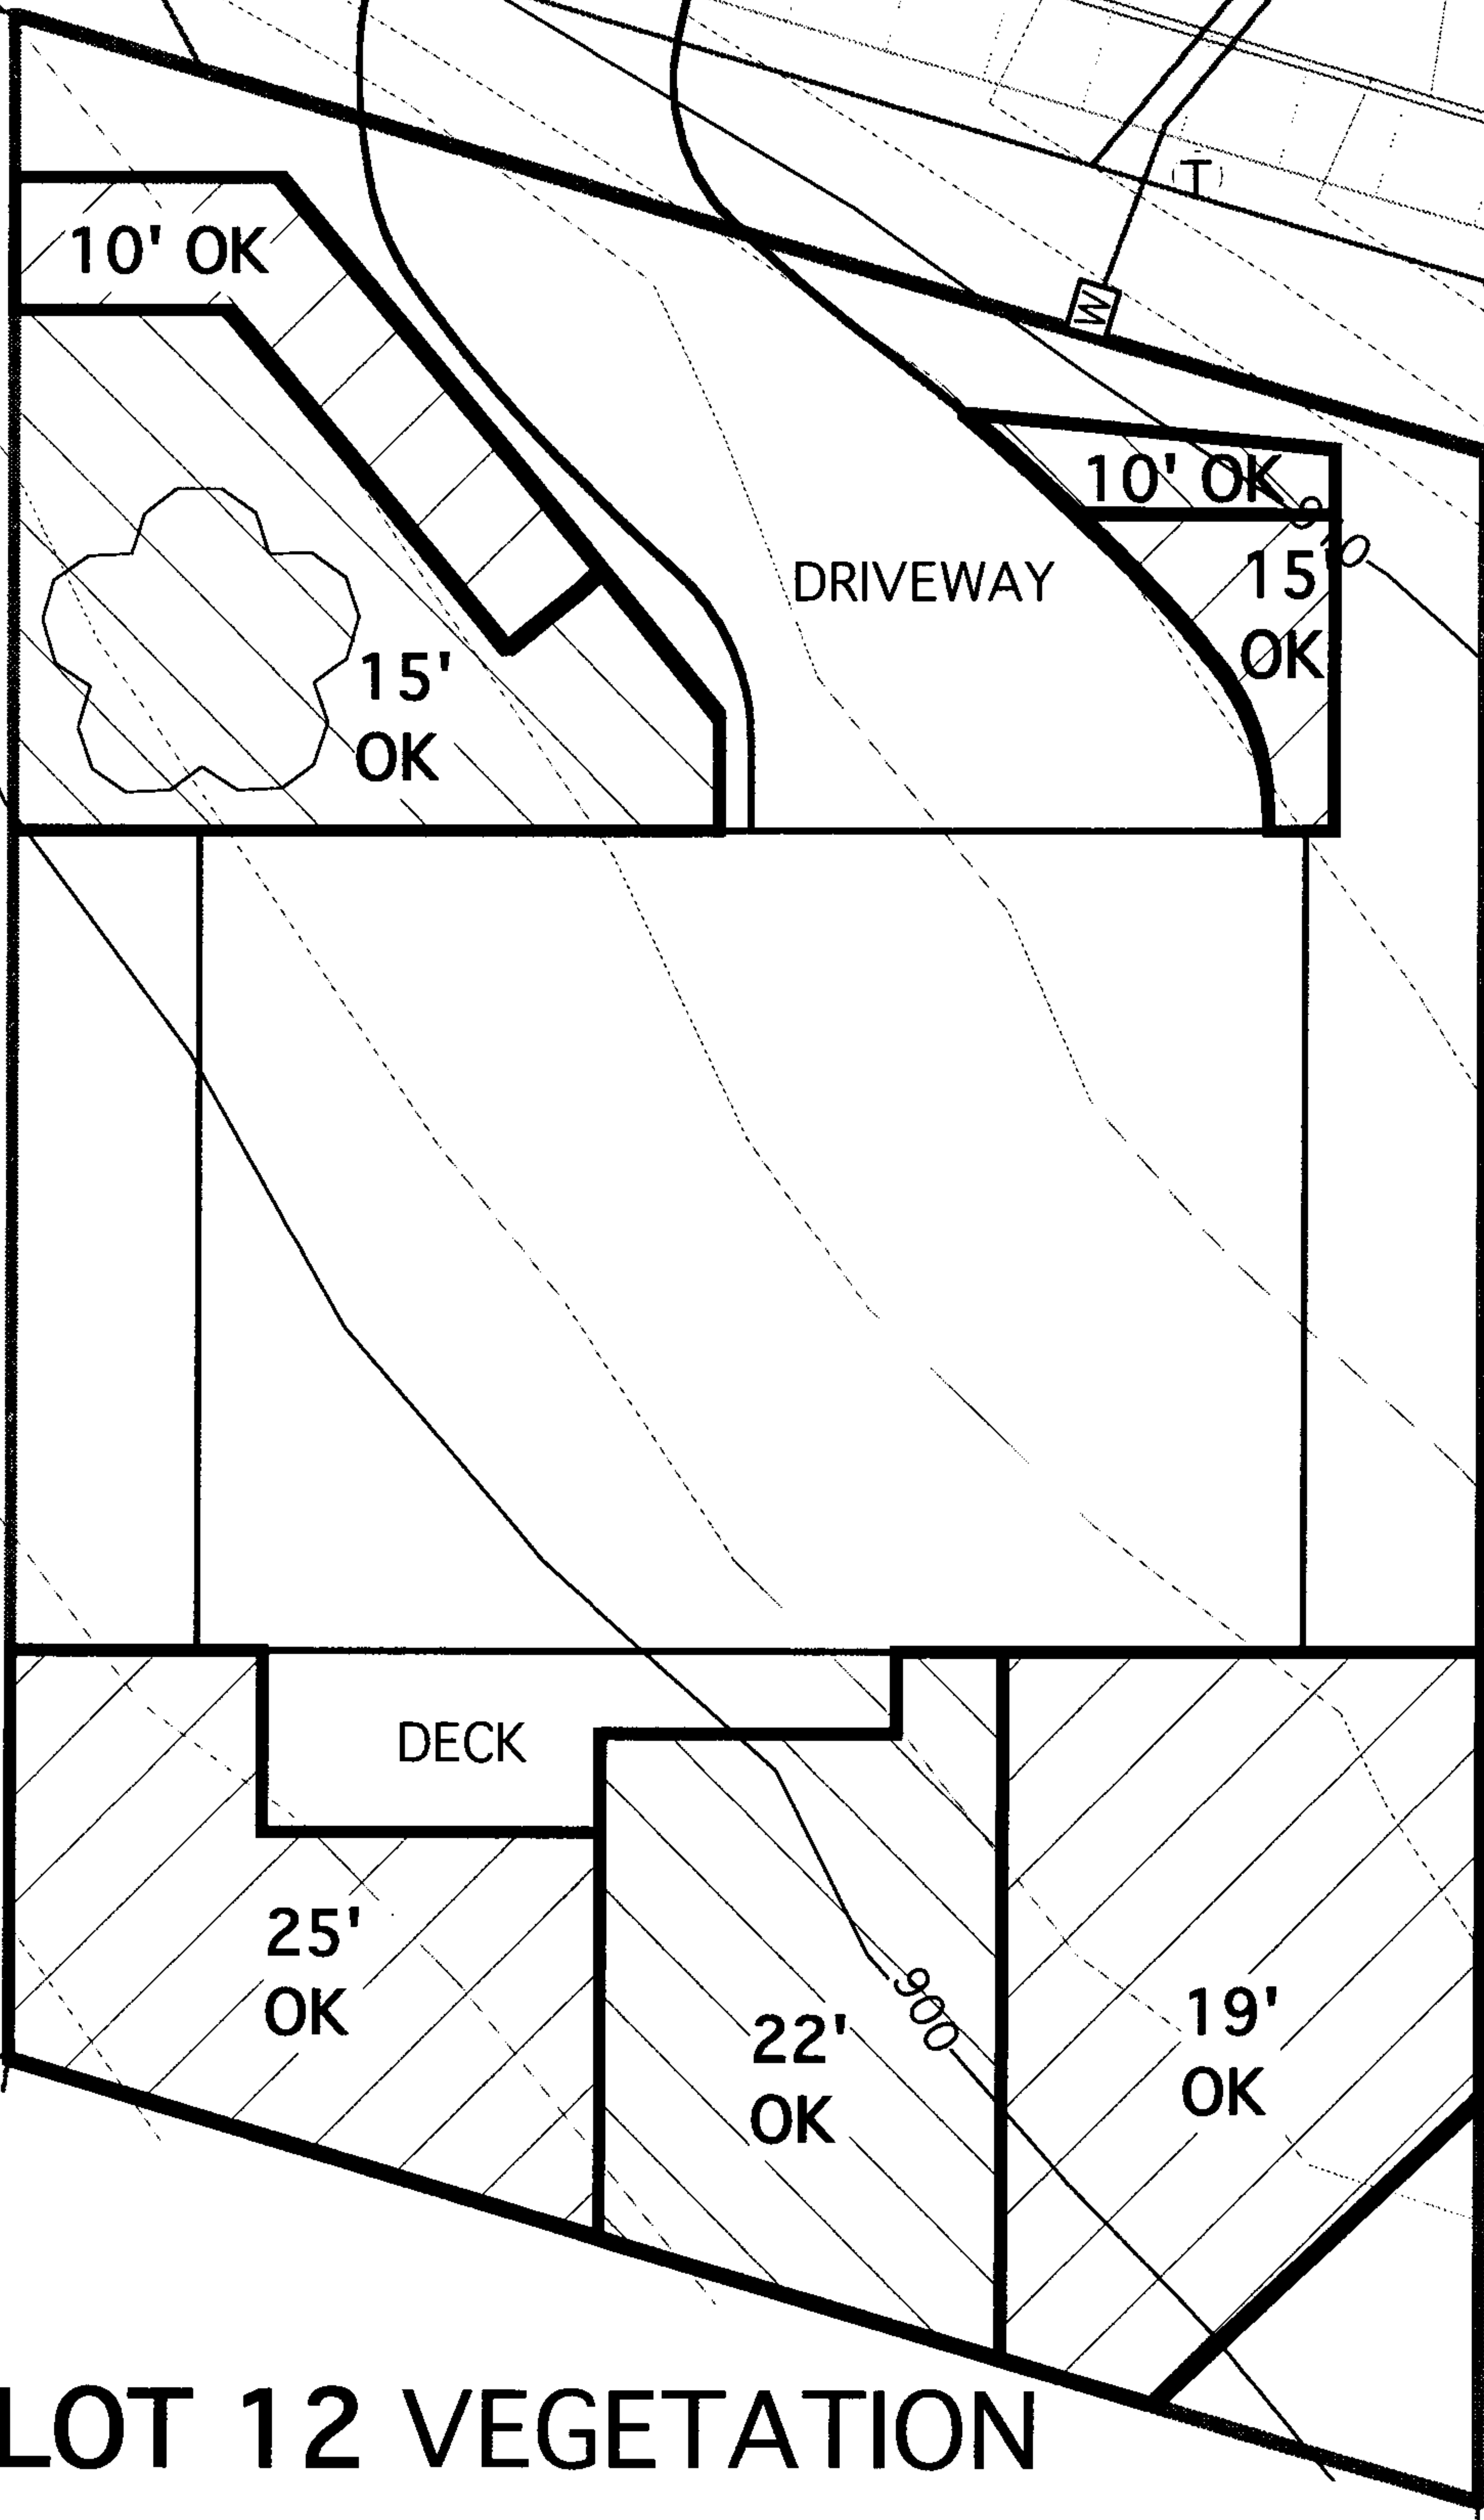 T
W
10' OK
10' OK
15
OK
DRIVEWAY
15'
OK
DECK
25'
OK
900
22'
OK
19'
OK
LOT 12 VEGETATION